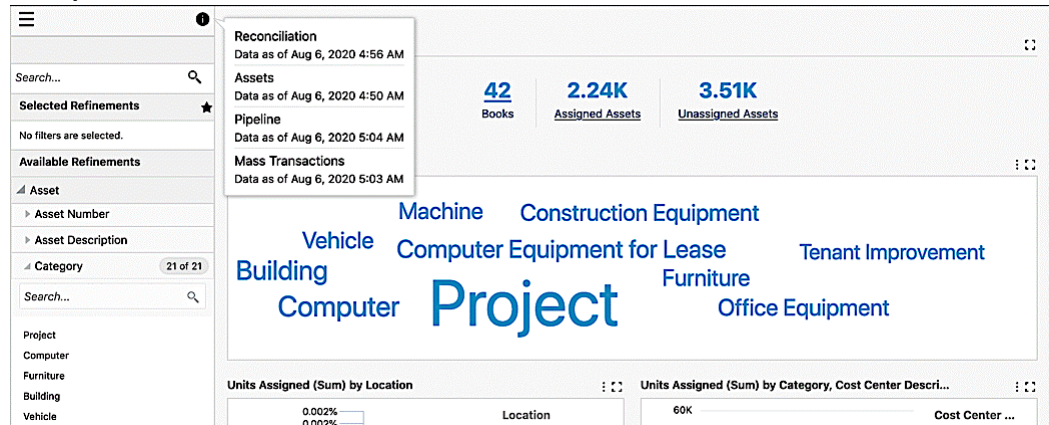 Reconciliation
Data as of Aug 6, 2020 4:56 AM
Assets
Data as of Aug 6, 2020 4:50 AM
Pipeline
Data as of Aug 6, 2020 5:04 AM
Mass Transactions
Data as of Aug 6, 2020 5:03 AM
Search...
Selected Refinements
No filters are selected.
Available Refinements
Asset
Asset Number
Asset Description
Category 21 of 21
Search...
Project
Computer
Furniture
Building
Vehicle
42
Books
2.24K
Assigned Assets
3.51K
Unassigned Assets
Machine Construction Equipment
Vehicle Computer Equipment for Lease Tenant Improvement
Building Furniture
Computer Project Office Equipment
Units Assigned (Sum) by Location
0.002%
0.002%
Location
Units Assigned (Sum) by Category, Cost Center Descri...
60K
Cost Center ...